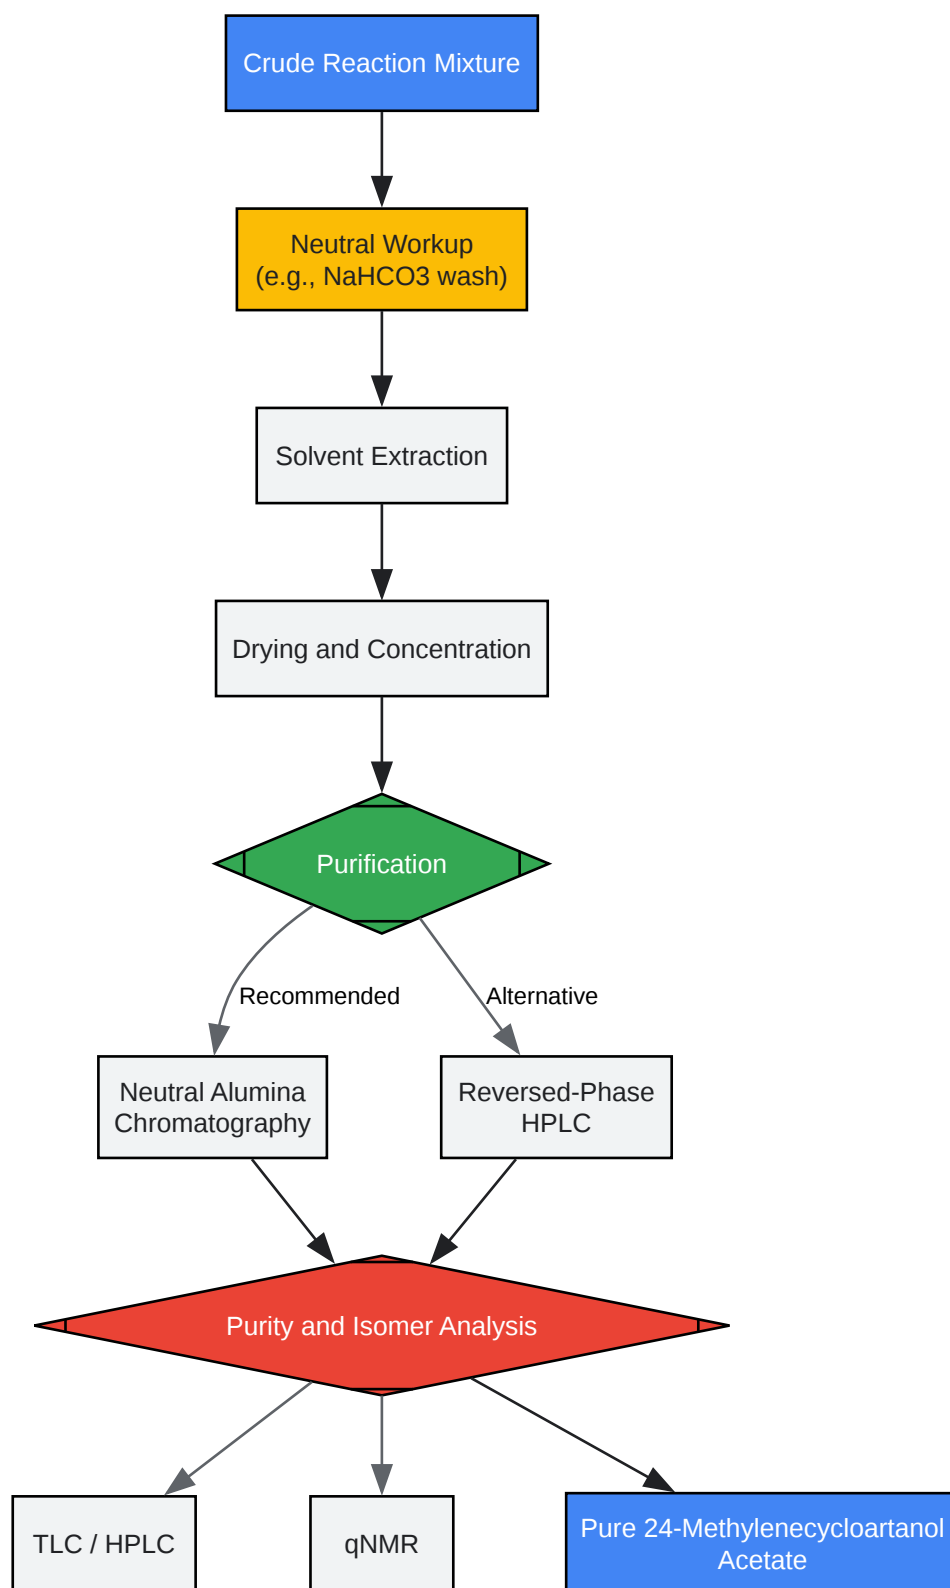 Crude Reaction Mixture
Neutral Workup
(e.g., NaHCO3 wash)
Solvent Extraction
Drying and Concentration
Purification
Recommended
Alternative
Neutral Alumina
Chromatography
Reversed-Phase
HPLC
Purity and Isomer Analysis
TLC / HPLC
qNMR
Pure 24-Methylenecycloartanol
Acetate